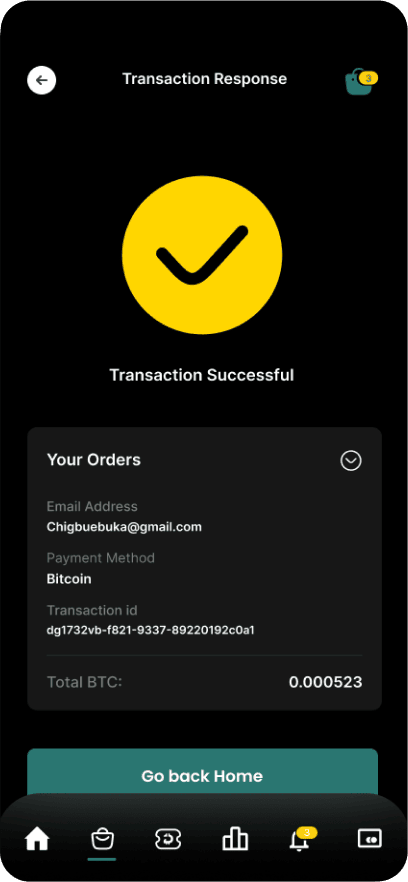 Transaction Response
3
Transaction Successful
Your Orders
Email Address
Chigbuebuka@gmail.com
Payment Method
Bitcoin
Transaction id
dg1732vb-f821-9337-89220192c0a1
Total BTC: 0.000523
Go back Home
3